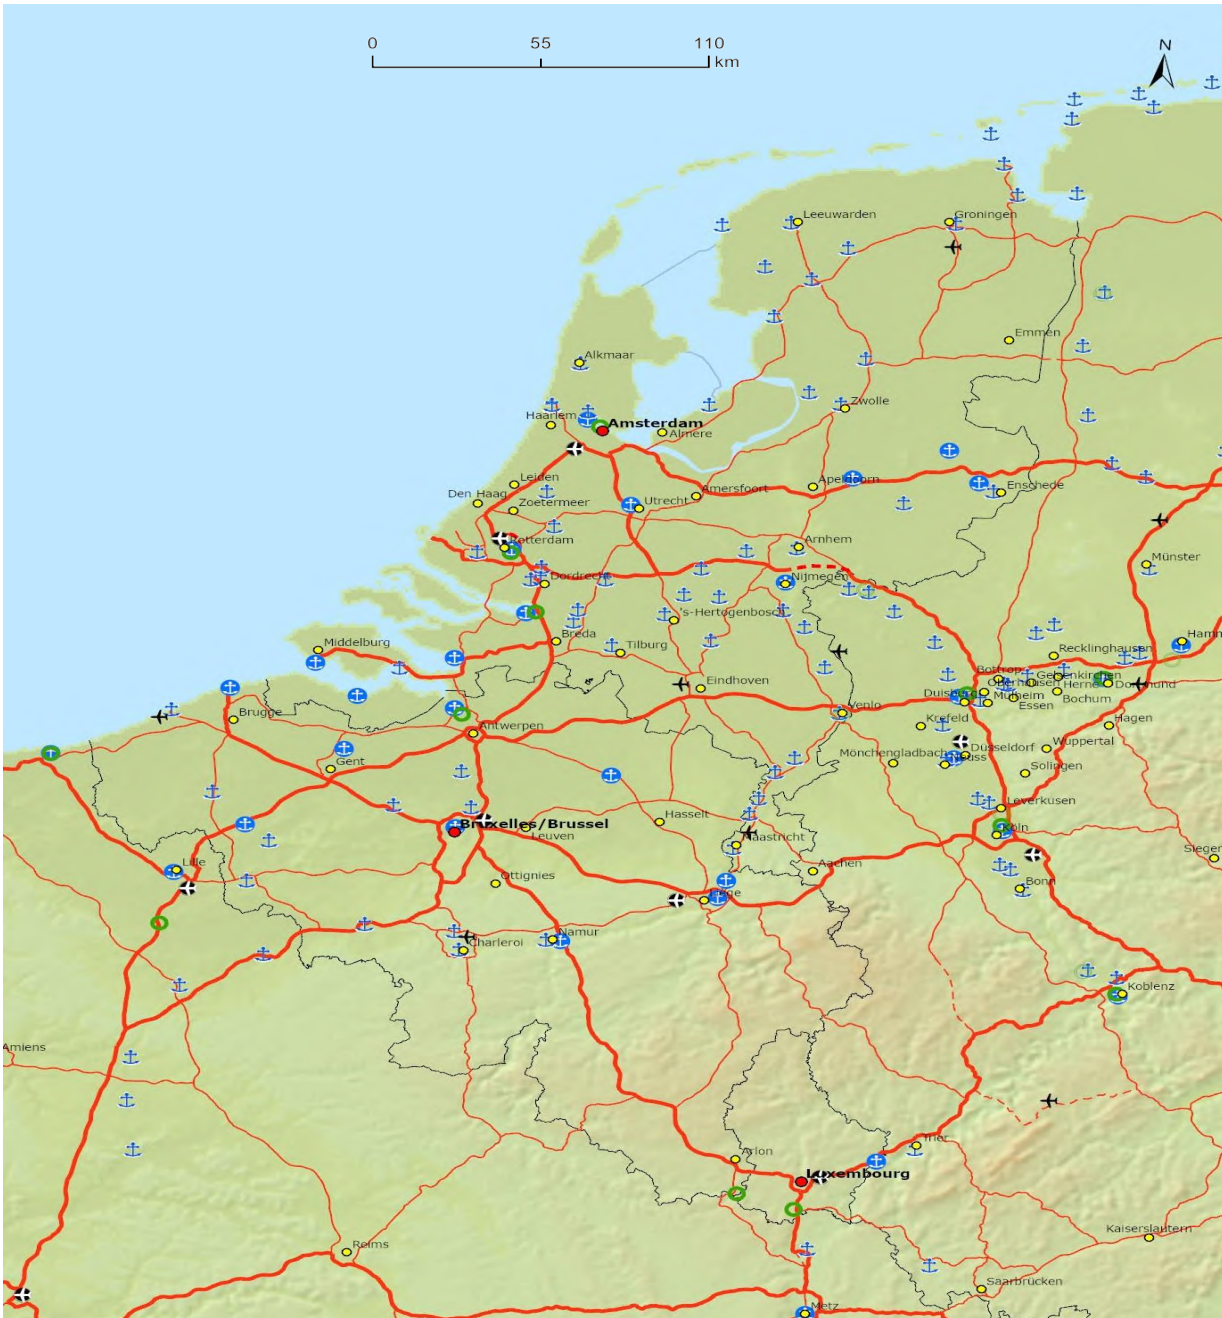 0 55 110
km
N
Leeuwarden
Groningen
Emmen
Alkmaar
Zwolle
Haarlem
Amsterdam
Almere
Leiden
Apeldoorn
Enschede
Den Haag
Zoetermeer
Utrecht
Amersfoort
Rotterdam
Arnhem
Münster
Dordrecht
Nijmegen
's-Hertogenbosch
Middelburg
Breda
Tilburg
Hamm
Recklinghausen
Eindhoven
Bottrop
Gelsenkirchen
Oberhausen
Herne
Dortmund
Duisburg
Mülheim
Bochum
Essen
Venlo
Brugge
Krefeld
Hagen
Antwerpen
Gent
Mönchengladbach
Düsseldorf
Neuss
Wuppertal
Solingen
Hasselt
Leverkusen
Bruxelles/Brussel
Leuven
Köln
Maastricht
Siegen
Lille
Aachen
Ottignies
Bonn
Liège
Namur
Charleroi
Koblenz
Amiens
Arlon
Trier
Luxembourg
Kaiserslautern
Reims
Saarbrücken
Metz